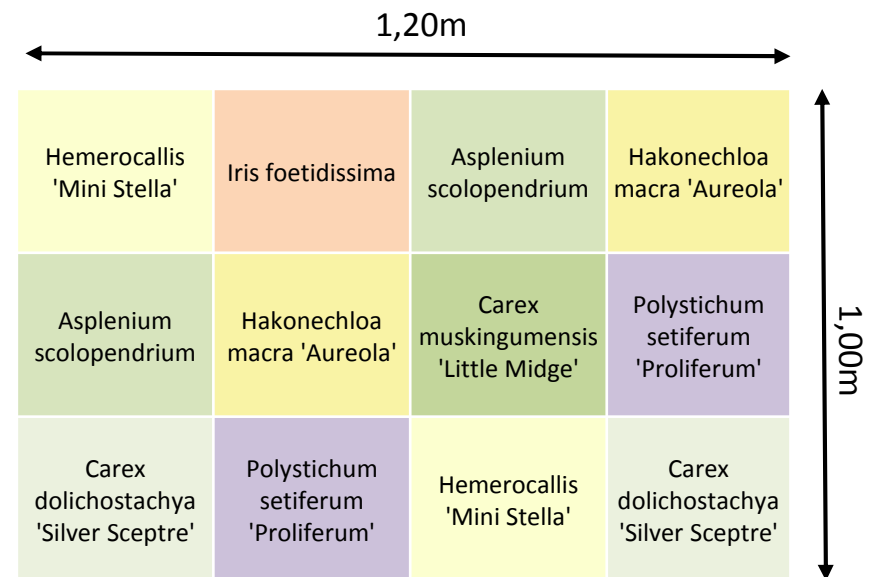 1,20m
Hemerocallis
'Mini Stella'
Iris foetidissima
Asplenium
scolopendrium
Hakonechloa
macra 'Aureola'
Asplenium
scolopendrium
Hakonechloa
macra 'Aureola'
Carex
muskingumensis
'Little Midge'
Polystichum
setiferum
'Proliferum'
1,00m
Carex
dolichostachya
'Silver Sceptre'
Polystichum
setiferum
'Proliferum'
Hemerocallis
'Mini Stella'
Carex
dolichostachya
'Silver Sceptre'